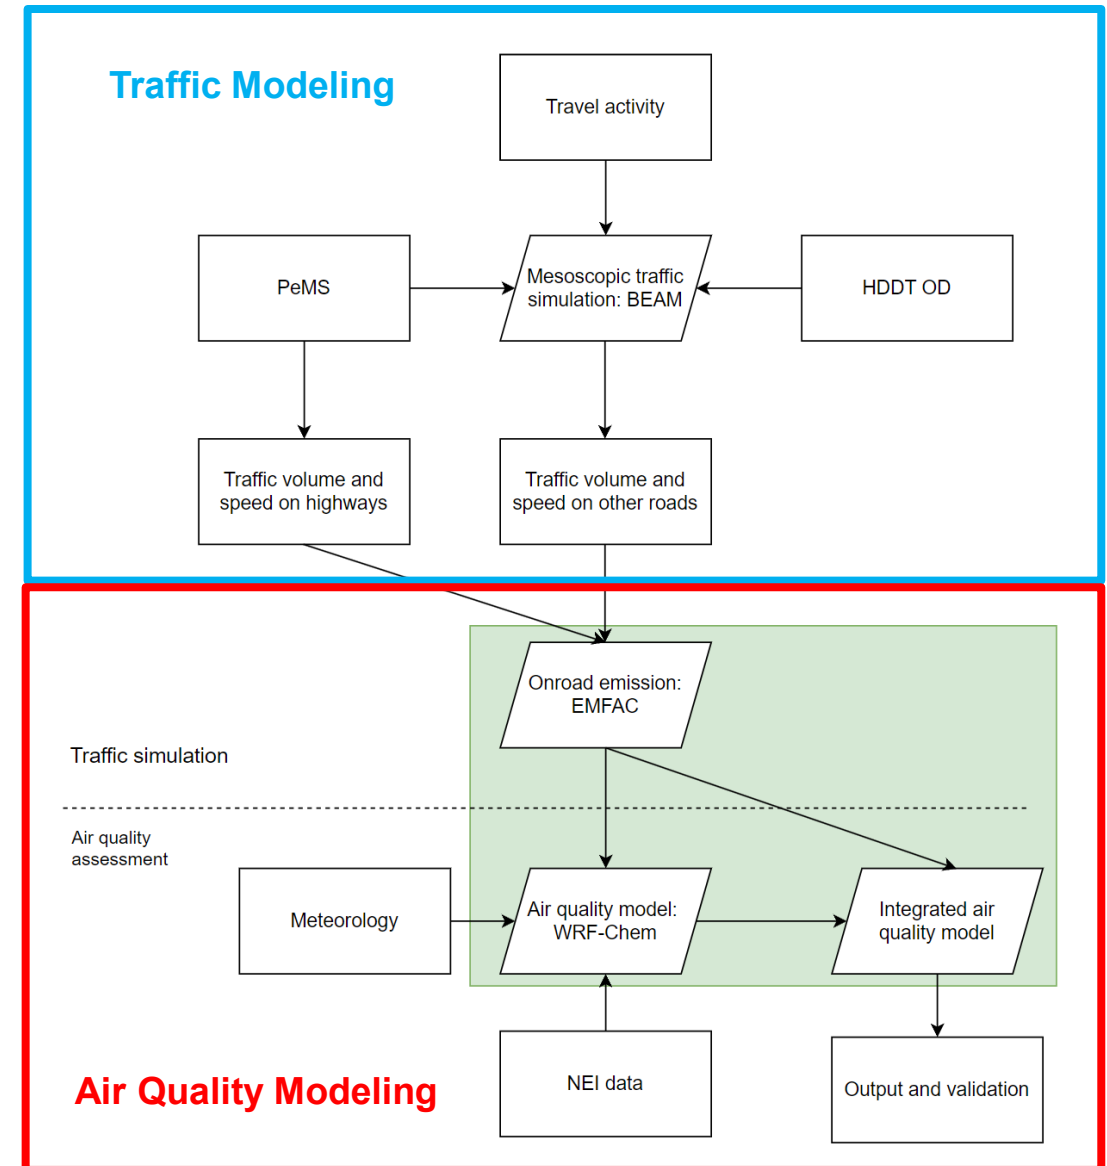 Traffic Modeling
Travel activity
PeMS
Mesoscopic traffic
simulation: BEAM
HDDT OD
Traffic volume and
speed on highways
Traffic volume and
speed on other roads
Onroad emission:
EMFAC
Traffic simulation
Air quality
assessment
Meteorology
Air quality model:
WRF-Chem
Integrated air
quality model
NEI data
Output and validation
Air Quality Modeling